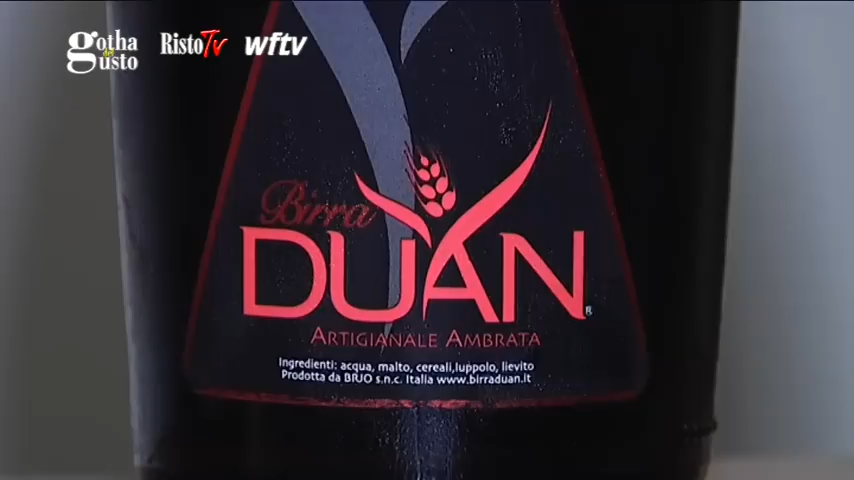 Gotha del Gusto
RistoTv
wftv
Birra
DUAN
®
Artigianale Ambrata
Ingredienti: acqua, malto, cereali,luppolo, lievito
Prodotta da BRJO s.n.c. Italia www.birraduan.it